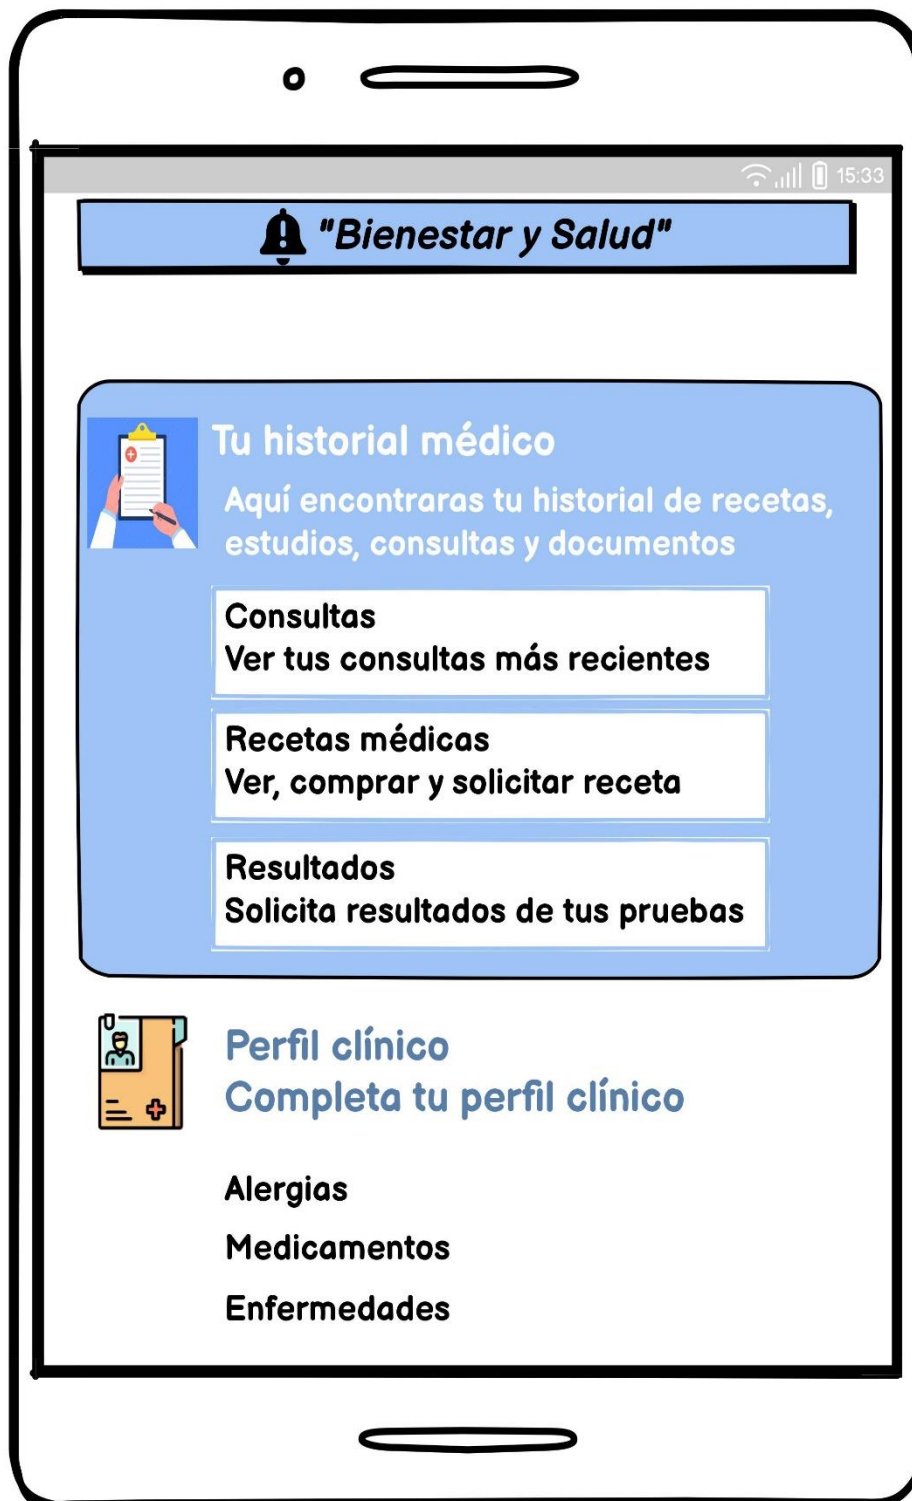 15:33
"Bienestar y Salud"
Tu historial médico
Aquí encontraras tu historial de recetas,
estudios, consultas y documentos
Consultas
Ver tus consultas más recientes
Recetas médicas
Ver, comprar y solicitar receta
Resultados
Solicita resultados de tus pruebas
Perfil clínico
Completa tu perfil clínico
Alergias
Medicamentos
Enfermedades